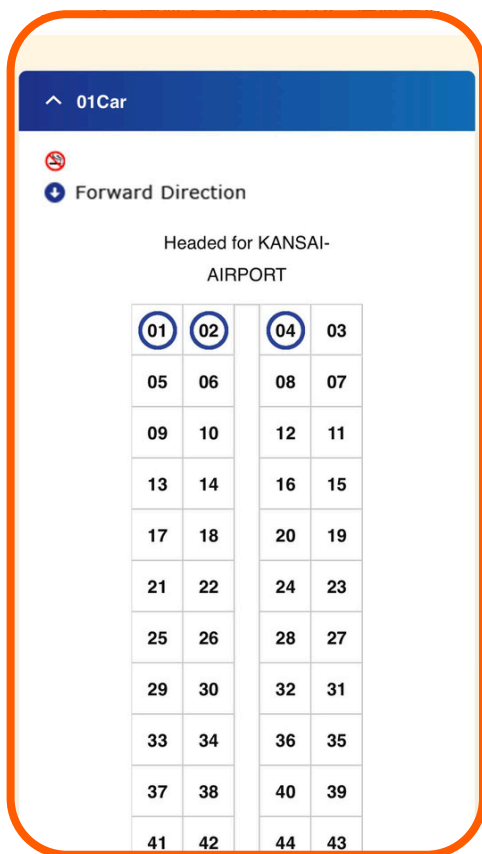 01Car
Forward Direction
Headed for KANSAI-
AIRPORT
01 02 04 03
05 06 08 07
09 10 12 11
13 14 16 15
17 18 20 19
21 22 24 23
25 26 28 27
29 30 32 31
33 34 36 35
37 38 40 39
41 42 44 43